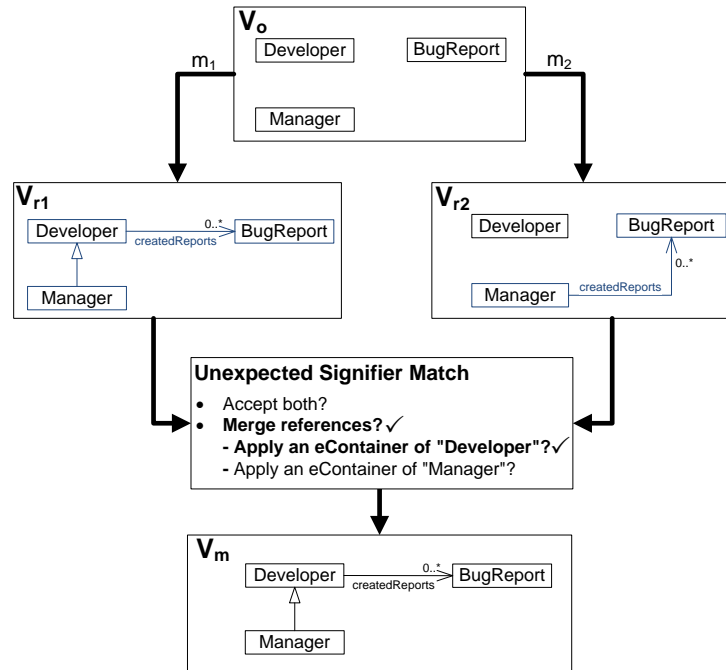 Vo
Developer
BugReport
Manager
m1
m2
Vr1
Developer
0..*
BugReport
createdReports
Manager
Vr2
Developer
BugReport
0..*
createdReports
Manager
Unexpected Signifier Match
• Accept both?
• Merge references? ✓
- Apply an eContainer of "Developer"? ✓
- Apply an eContainer of "Manager"?
Vm
Developer
0..*
BugReport
createdReports
Manager